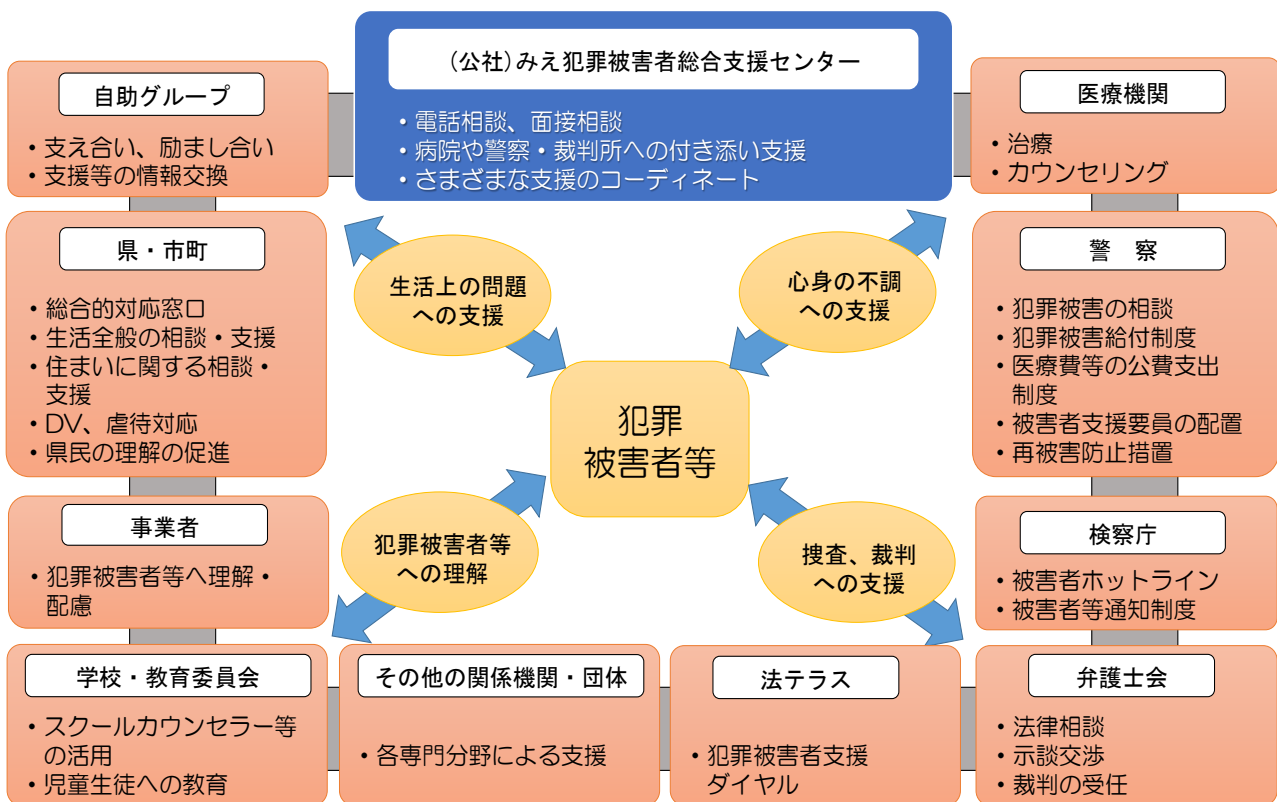 (公社)みえ犯罪被害者総合支援センター
・電話相談、面接相談
・病院や警察・裁判所への付き添い支援
・さまざまな支援のコーディネート
自助グループ
・支え合い、励まし合い
・支援等の情報交換
医療機関
・治療
・カウンセリング
県・市町
・総合的対応窓口
・生活全般の相談・支援
・住まいに関する相談・
支援
・DV、虐待対応
・県民の理解の促進
生活上の問題
への支援
心身の不調
への支援
警 察
・犯罪被害の相談
・犯罪被害給付制度
・医療費等の公費支出
制度
・被害者支援要員の配置
・再被害防止措置
犯罪
被害者等
事業者
・犯罪被害者等へ理解・
配慮
犯罪被害者等
への理解
捜査、裁判
への支援
検察庁
・被害者ホットライン
・被害者等通知制度
学校・教育委員会
・スクールカウンセラー等
の活用
・児童生徒への教育
その他の関係機関・団体
・各専門分野による支援
法テラス
・犯罪被害者支援
ダイヤル
弁護士会
・法律相談
・示談交渉
・裁判の受任